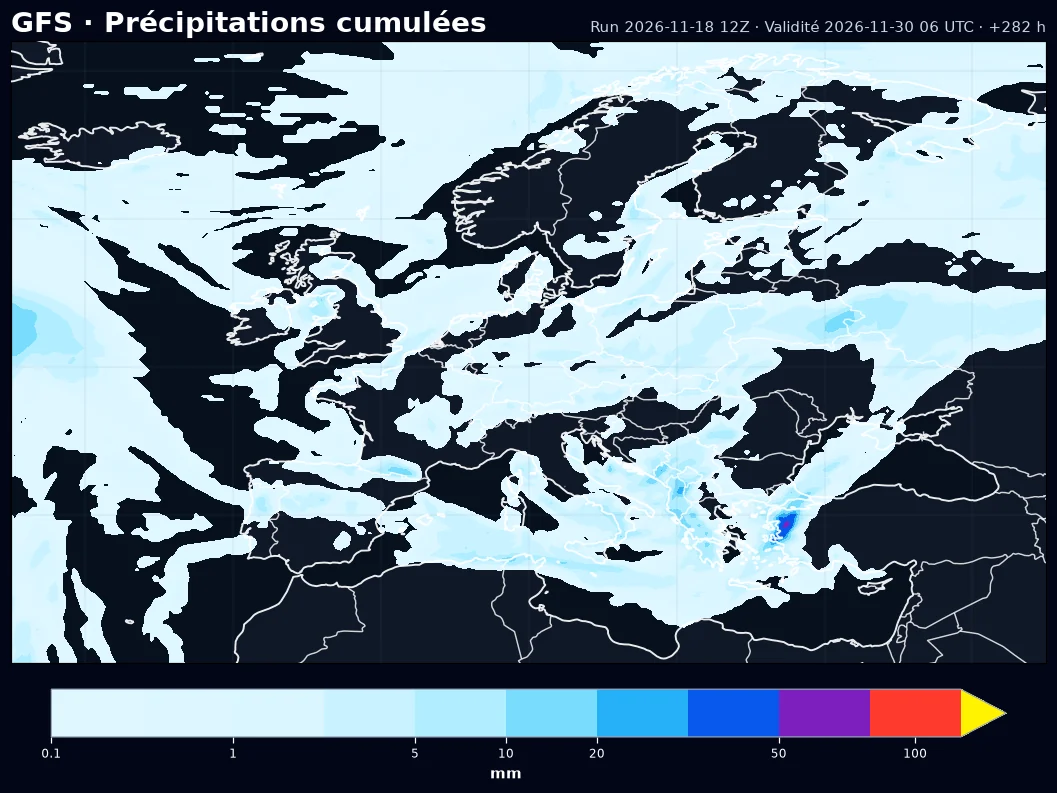 GFS · Précipitations cumulées
Run 2026-11-18 12Z · Validité 2026-11-30 06 UTC · +282 h
0.1 1 5 10 20 50 100
mm